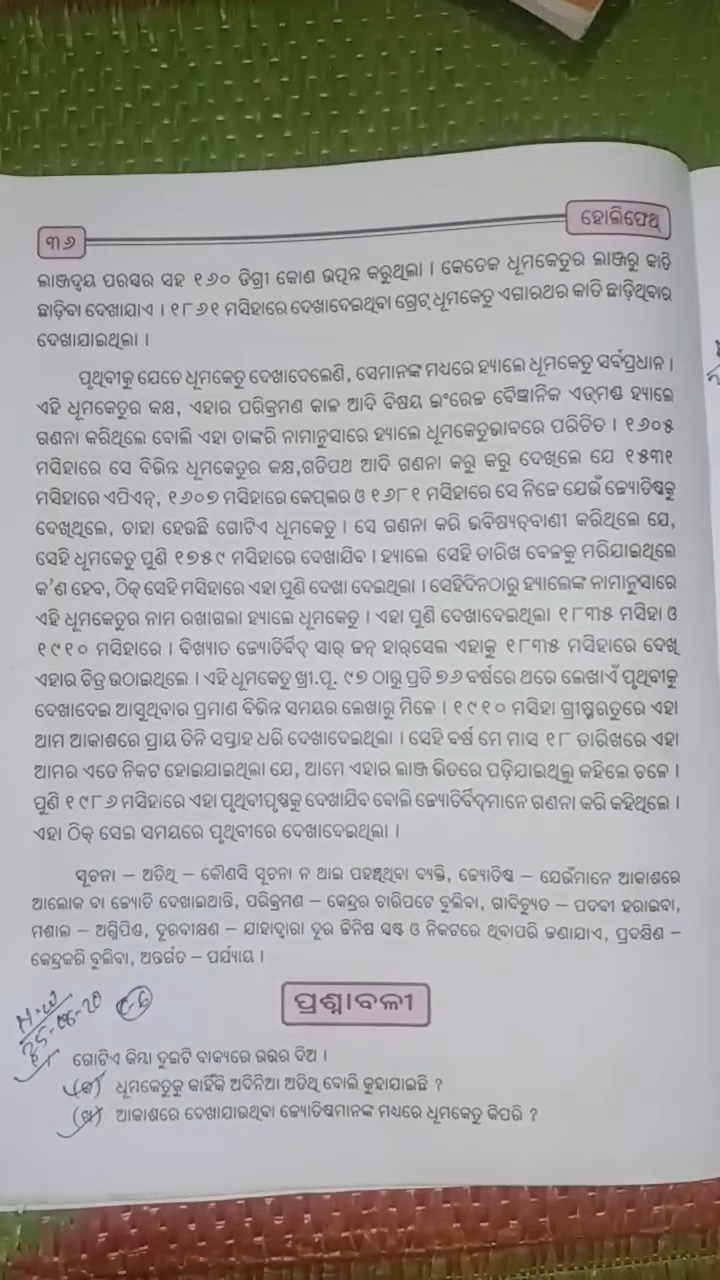 ୩୬
ହୋଲିଫେଥ୍
ଲାଞ୍ଜଦ୍ୱୟ ପରସ୍ପର ସହ ୧୬୦ ଡିଗ୍ରୀ କୋଣ ଉତ୍ପନ୍ନ କରୁଥିଲା । କେତେକ ଧୂମକେତୁର ଲାଞ୍ଜରୁ କାତି
ଛାଡ଼ିବା ଦେଖାଯାଏ । ୧୮୬୧ ମସିହାରେ ଦେଖାଦେଇଥିବା ଗ୍ରେଟ୍ ଧୂମକେତୁ ଏଗାରଥର କାତି ଛାଡ଼ିଥିବାର
ଦେଖାଯାଇଥିଲା ।
ପୃଥିବୀକୁ ଯେତେ ଧୂମକେତୁ ଦେଖାଦେଲେଣି, ସେମାନଙ୍କ ମଧ୍ୟରେ ହ୍ୟାଲେ ଧୂମକେତୁ ସର୍ବପ୍ରଧାନ ।
ଏହି ଧୂମକେତୁର କକ୍ଷ, ଏହାର ପରିକ୍ରମଣ କାଳ ଆଦି ବିଷୟ ଇଂରେଜ ବୈଜ୍ଞାନିକ ଏଡ୍‌ମଣ୍ଡ ହ୍ୟାଲେ
ଗଣନା କରିଥିଲେ ବୋଲି ଏହା ତାଙ୍କରି ନାମାନୁସାରେ ହ୍ୟାଲେ ଧୂମକେତୁଭାବରେ ପରିଚିତ । ୧୬୦୫
ମସିହାରେ ସେ ବିଭିନ୍ନ ଧୂମକେତୁର କକ୍ଷ,ଗତିପଥ ଆଦି ଗଣନା କରୁ କରୁ ଦେଖିଲେ ଯେ ୧୫୩୧
ମସିହାରେ ଏପିଏନ୍, ୧୬୦୭ ମସିହାରେ କେପ୍‌ଲର ଓ ୧୬୮୧ ମସିହାରେ ସେ ନିଜେ ଯେଉଁ ଜ୍ୟୋତିଷ୍କକୁ
ଦେଖିଥିଲେ, ତାହା ହେଉଛି ଗୋଟିଏ ଧୂମକେତୁ । ସେ ଗଣନା କରି ଭବିଷ୍ୟଦ୍‌ବାଣୀ କରିଥିଲେ ଯେ,
ସେହି ଧୂମକେତୁ ପୁଣି ୧୭୫୯ ମସିହାରେ ଦେଖାଯିବ । ହ୍ୟାଲେ ସେହି ତାରିଖ ବେଳକୁ ମରିଯାଇଥିଲେ
କ'ଣ ହେବ, ଠିକ୍ ସେହି ମସିହାରେ ଏହା ପୁଣି ଦେଖା ଦେଇଥିଲା । ସେହିଦିନଠାରୁ ହ୍ୟାଲେଙ୍କ ନାମାନୁସାରେ
ଏହି ଧୂମକେତୁର ନାମ ରଖାଗଲା ହ୍ୟାଲେ ଧୂମକେତୁ । ଏହା ପୁଣି ଦେଖାଦେଇଥିଲା ୧୮୩୫ ମସିହା ଓ
୧୯୧୦ ମସିହାରେ । ବିଖ୍ୟାତ ଜ୍ୟୋତିର୍ବିଦ୍ ସାର୍ ଜନ୍ ହାର୍‌ସେଲ ଏହାକୁ ୧୮୩୫ ମସିହାରେ ଦେଖି
ଏହାର ଚିତ୍ର ଉଠାଇଥିଲେ । ଏହି ଧୂମକେତୁ ଖ୍ରୀ.ପୂ. ୯୭ ଠାରୁ ପ୍ରତି ୭୬ ବର୍ଷରେ ଥରେ ଲେଖାଏଁ ପୃଥିବୀକୁ
ଦେଖାଦେଇ ଆସୁଥିବାର ପ୍ରମାଣ ବିଭିନ୍ନ ସମୟର ଲେଖାରୁ ମିଳେ । ୧୯୧୦ ମସିହା ଗ୍ରୀଷ୍ମଋତୁରେ ଏହା
ଆମ ଆକାଶରେ ପ୍ରାୟ ତିନି ସପ୍ତାହ ଧରି ଦେଖାଦେଇଥିଲା । ସେହି ବର୍ଷ ମେ ମାସ ୧୮ ତାରିଖରେ ଏହା
ଆମର ଏତେ ନିକଟ ହୋଇଯାଇଥିଲା ଯେ, ଆମେ ଏହାର ଲାଞ୍ଜ ଭିତରେ ପଡ଼ିଯାଇଥିଲୁ କହିଲେ ଚଳେ ।
ପୁଣି ୧୯୮୬ ମସିହାରେ ଏହା ପୃଥିବୀପୃଷ୍ଠକୁ ଦେଖାଯିବ ବୋଲି ଜ୍ୟୋତିର୍ବିଦ୍‌ମାନେ ଗଣନା କରି କହିଥିଲେ ।
ଏହା ଠିକ୍ ସେଇ ସମୟରେ ପୃଥିବୀରେ ଦେଖାଦେଇଥିଲା ।
ସୂଚନା – ଅତିଥି – କୌଣସି ସୂଚନା ନ ଥାଇ ପହଞ୍ଚିଥିବା ବ୍ୟକ୍ତି, ଜ୍ୟୋତିଷ୍କ – ଯେଉଁମାନେ ଆକାଶରେ
ଆଲୋକ ବା ଜ୍ୟୋତି ଦେଖାଇଥାନ୍ତି, ପରିକ୍ରମଣ – କେନ୍ଦ୍ରର ଚାରିପଟେ ବୁଲିବା, ଗାଦିଚ୍ୟୁତ – ପଦବୀ ହରାଇବା,
ମଶାଲ – ଅଗ୍ନିପିଣ୍ଡ, ଦୂରବୀକ୍ଷଣ – ଯାହାଦ୍ୱାରା ଦୂର ଜିନିଷ ସ୍ପଷ୍ଟ ଓ ନିକଟରେ ଥିବାପରି ଜଣାଯାଏ, ପ୍ରଦକ୍ଷିଣ –
କେନ୍ଦ୍ରକରି ବୁଲିବା, ଅନ୍ତର୍ଗତ – ପର୍ଯ୍ୟାୟ ।
ପ୍ରଶ୍ନାବଳୀ
H.W
25-06-20 C-6
୧। ଗୋଟିଏ କିମ୍ବା ଦୁଇଟି ବାକ୍ୟରେ ଉତ୍ତର ଦିଅ ।
(କ) ଧୂମକେତୁକୁ କାହିଁକି ଅଦିନିଆ ଅତିଥି ବୋଲି କୁହାଯାଇଛି ?
(ଖ) ଆକାଶରେ ଦେଖାଯାଉଥିବା ଜ୍ୟୋତିଷ୍କମାନଙ୍କ ମଧ୍ୟରେ ଧୂମକେତୁ କିପରି ?